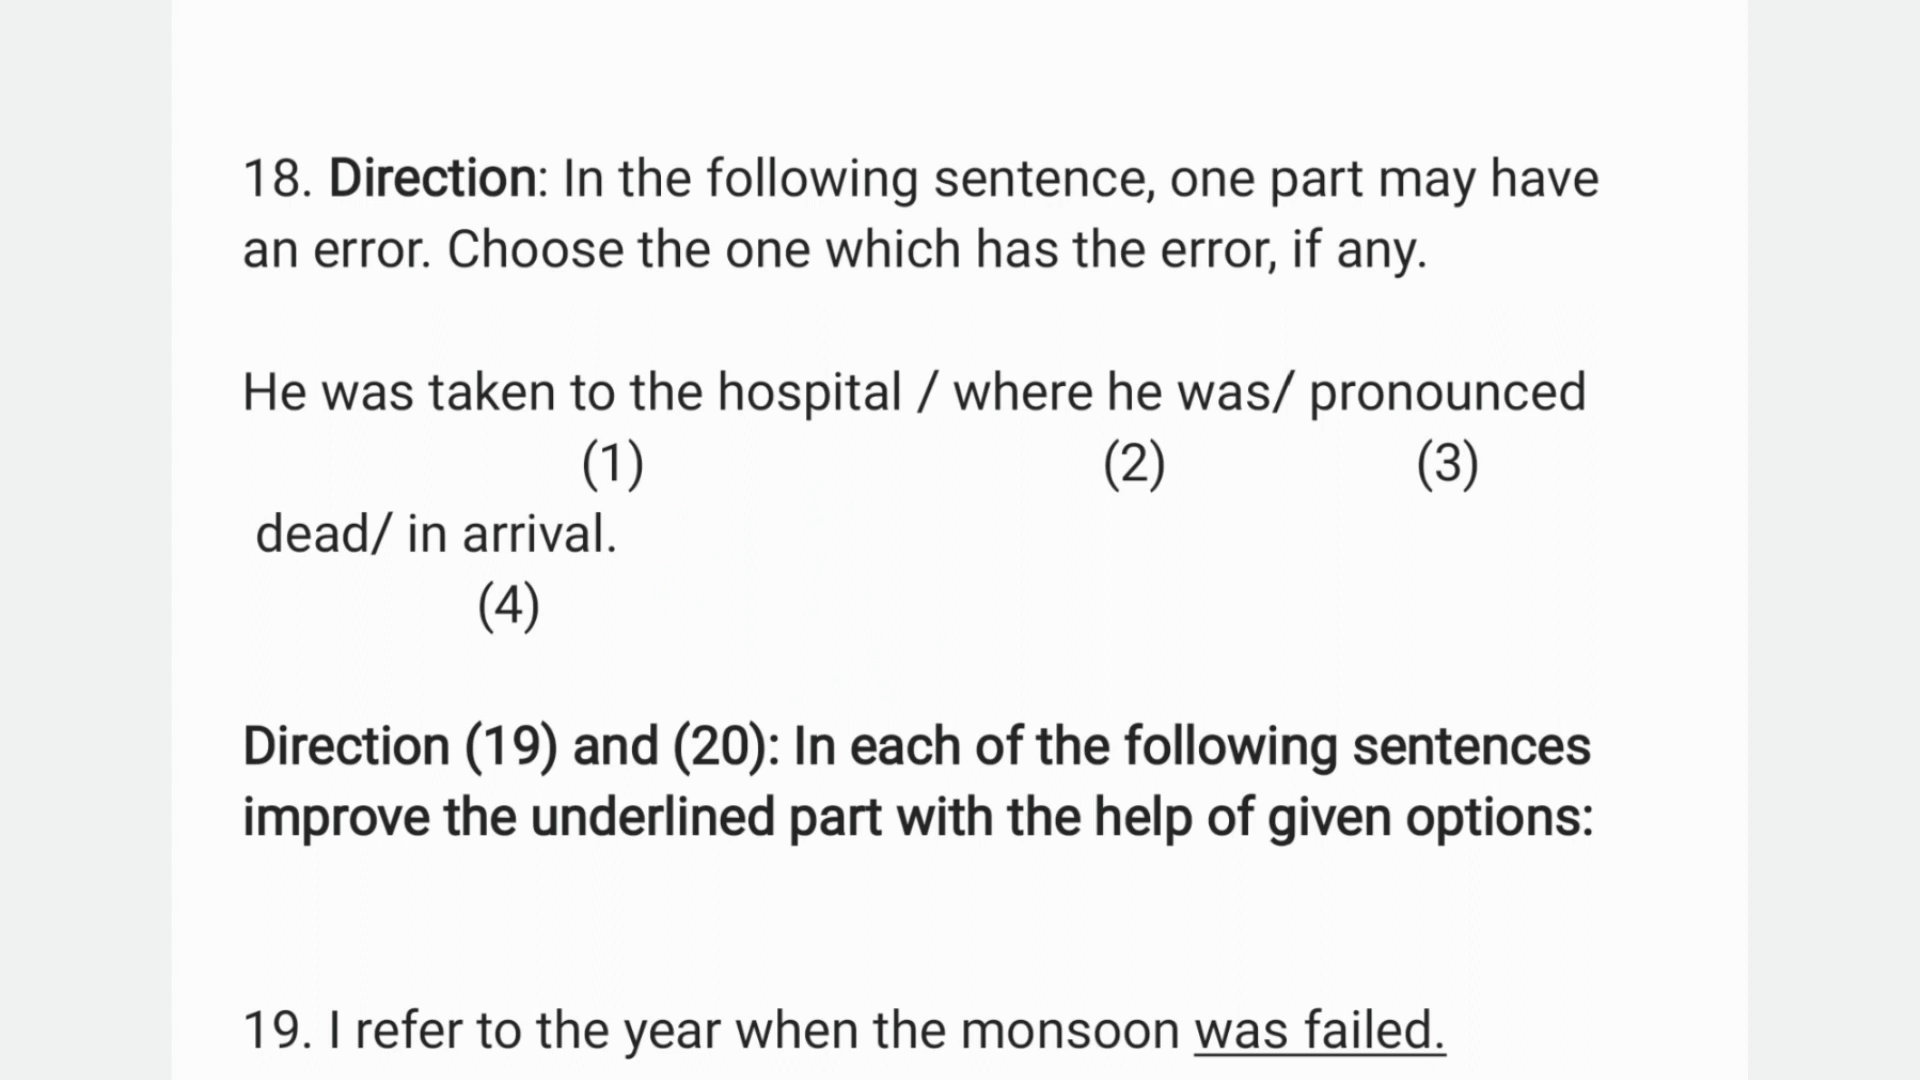 18. Direction: In the following sentence, one part may have
an error. Choose the one which has the error, if any.
He was taken to the hospital / where he was/ pronounced
(1) (2) (3)
dead/ in arrival.
(4)
Direction (19) and (20): In each of the following sentences
improve the underlined part with the help of given options:
19. I refer to the year when the monsoon was failed.